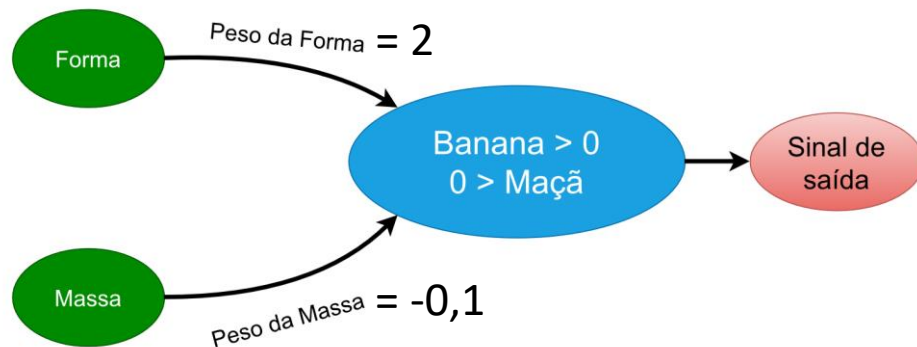 Forma
Peso da Forma = 2
Banana > 0
0 > Maçã
Sinal de
saída
Massa
Peso da Massa = -0,1